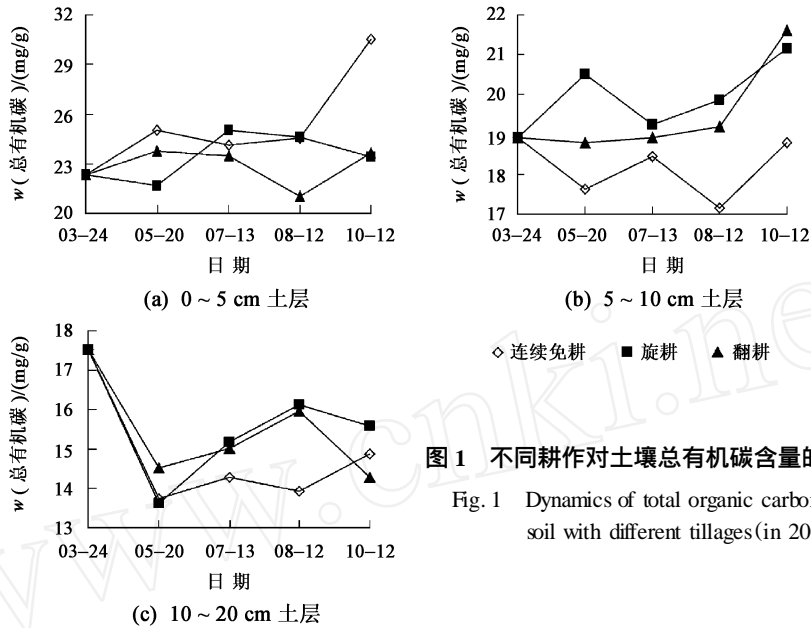 32
29
26
23
20
w(总有机碳)/(mg/g)
03–24 05–20 07–13 08–12 10–12
日 期
(a) 0 ~ 5 cm 土层
22
21
20
19
18
17
w(总有机碳)/(mg/g)
03–24 05–20 07–13 08–12 10–12
日 期
(b) 5 ~ 10 cm 土层
18
17
16
15
14
13
w(总有机碳)/(mg/g)
03–24 05–20 07–13 08–12 10–12
日 期
(c) 10 ~ 20 cm 土层
连续免耕 旋耕 翻耕
图 1 不同耕作对土壤总有机碳含量的
Fig. 1 Dynamics of total organic carbon
soil with different tillages(in 20
www.cnki.ne